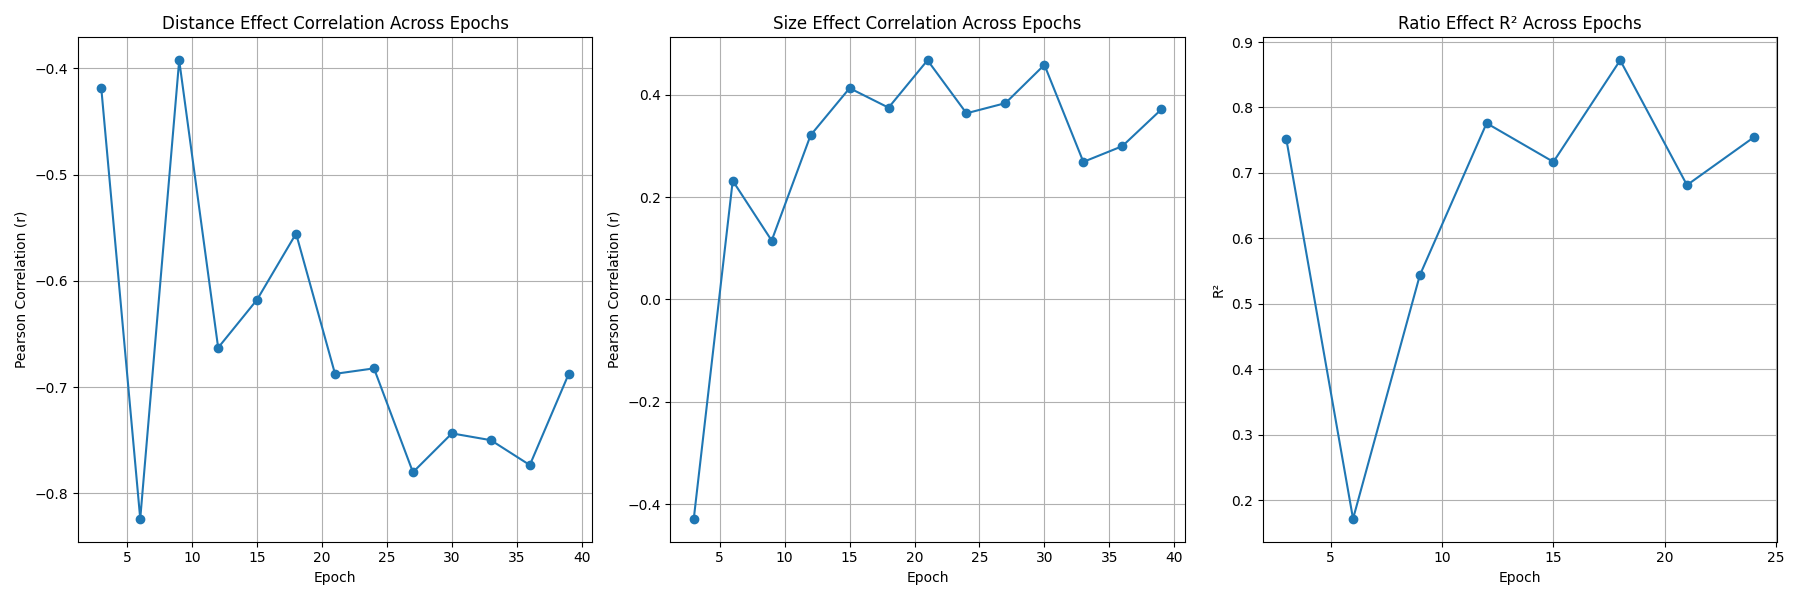 Distance Effect Correlation Across Epochs
Pearson Correlation (r)
−0.4
−0.5
−0.6
−0.7
−0.8
5 10 15 20 25 30 35 40
Epoch
Size Effect Correlation Across Epochs
Pearson Correlation (r)
0.4
0.2
0.0
−0.2
−0.4
5 10 15 20 25 30 35 40
Epoch
Ratio Effect R² Across Epochs
R²
0.9
0.8
0.7
0.6
0.5
0.4
0.3
0.2
5 10 15 20 25
Epoch